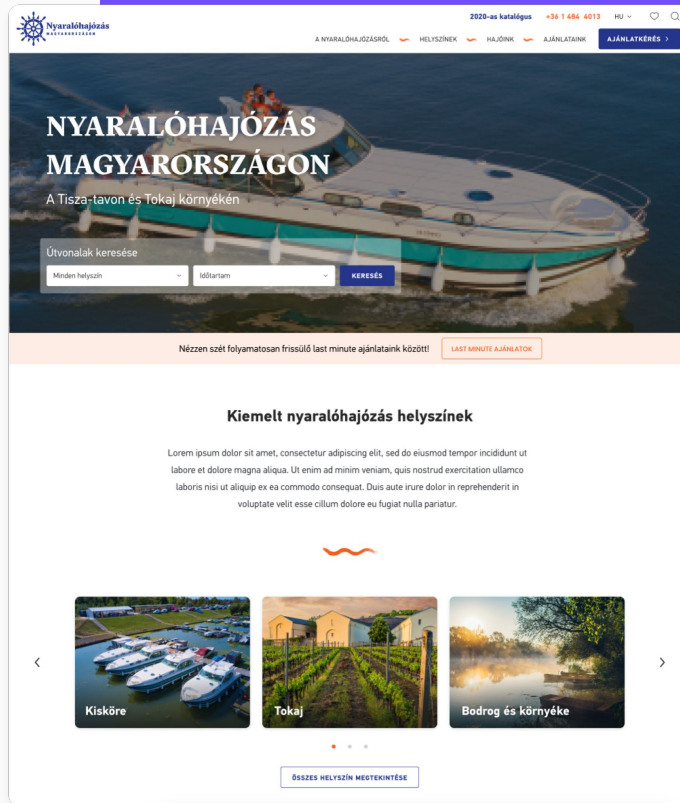 Nyaralóhajózás
MAGYARORSZÁGON
2020-as katalógus +36 1 484 4013 HU
A NYARALÓHAJÓZÁSRÓL HELYSZÍNEK HAJÓINK AJÁNLATAINK AJÁNLATKÉRÉS
NYARALÓHAJÓZÁS
MAGYARORSZÁGON
A Tisza-tavon és Tokaj környékén
Útvonalak keresése
Minden helyszín Időtartam KERESÉS
Nézzen szét folyamatosan frissülő last minute ajánlataink között! LAST MINUTE AJÁNLATOK
Kiemelt nyaralóhajózás helyszínek
Lorem ipsum dolor sit amet, consectetur adipiscing elit, sed do eiusmod tempor incididunt ut
labore et dolore magna aliqua. Ut enim ad minim veniam, quis nostrud exercitation ullamco
laboris nisi ut aliquip ex ea commodo consequat. Duis aute irure dolor in reprehenderit in
voluptate velit esse cillum dolore eu fugiat nulla pariatur.
Kisköre Tokaj Bodrog és környéke
ÖSSZES HELYSZÍN MEGTEKINTÉSE